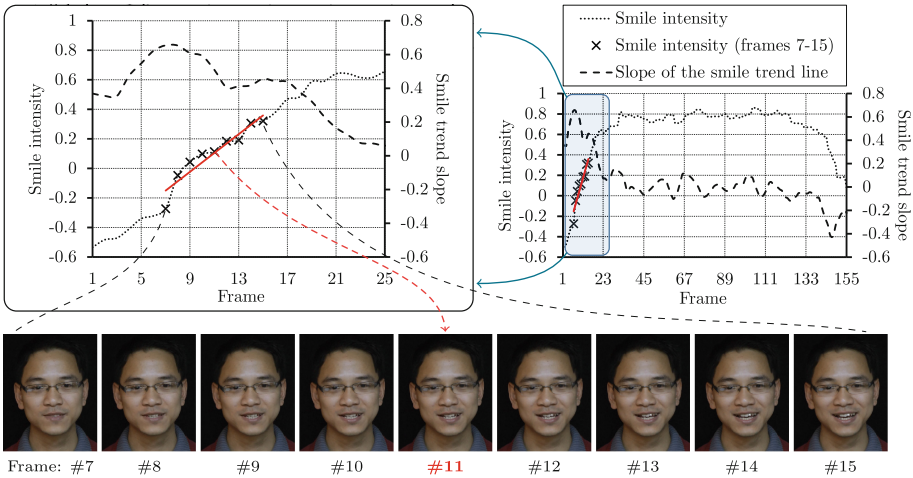 Smile intensity
Smile intensity (frames 7-15)
Slope of the smile trend line
1
0.8
0.6
0.4
0.2
0
-0.2
-0.4
-0.6
Smile intensity
0.8
0.6
0.4
0.2
0
-0.2
-0.4
-0.6
Smile trend slope
1 5 9 13 17 21 25
Frame
1
0.8
0.6
0.4
0.2
0
-0.2
-0.4
-0.6
Smile intensity
0.8
0.6
0.4
0.2
0
-0.2
-0.4
-0.6
Smile trend slope
1 23 45 67 89 111 133 155
Frame
Frame: #7 #8 #9 #10 #11 #12 #13 #14 #15